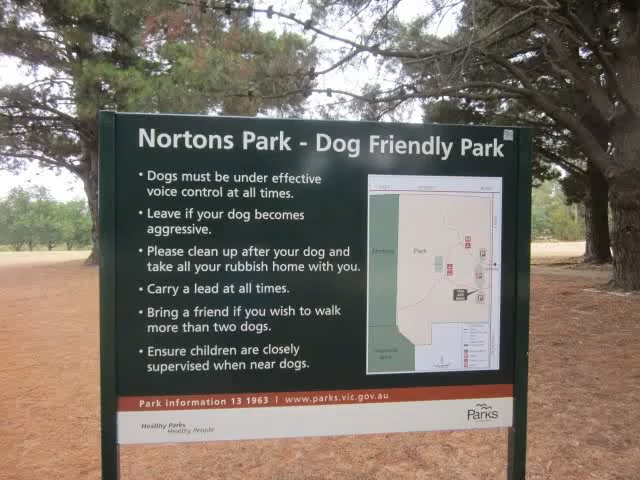 Nortons Park - Dog Friendly Park
• Dogs must be under effective
voice control at all times.
• Leave if your dog becomes
aggressive.
• Please clean up after your dog and
take all your rubbish home with you.
• Carry a lead at all times.
• Bring a friend if you wish to walk
more than two dogs.
• Ensure children are closely
supervised when near dogs.
Park
Park information 13 1963 | www.parks.vic.gov.au
Healthy Parks
Healthy People
Parks